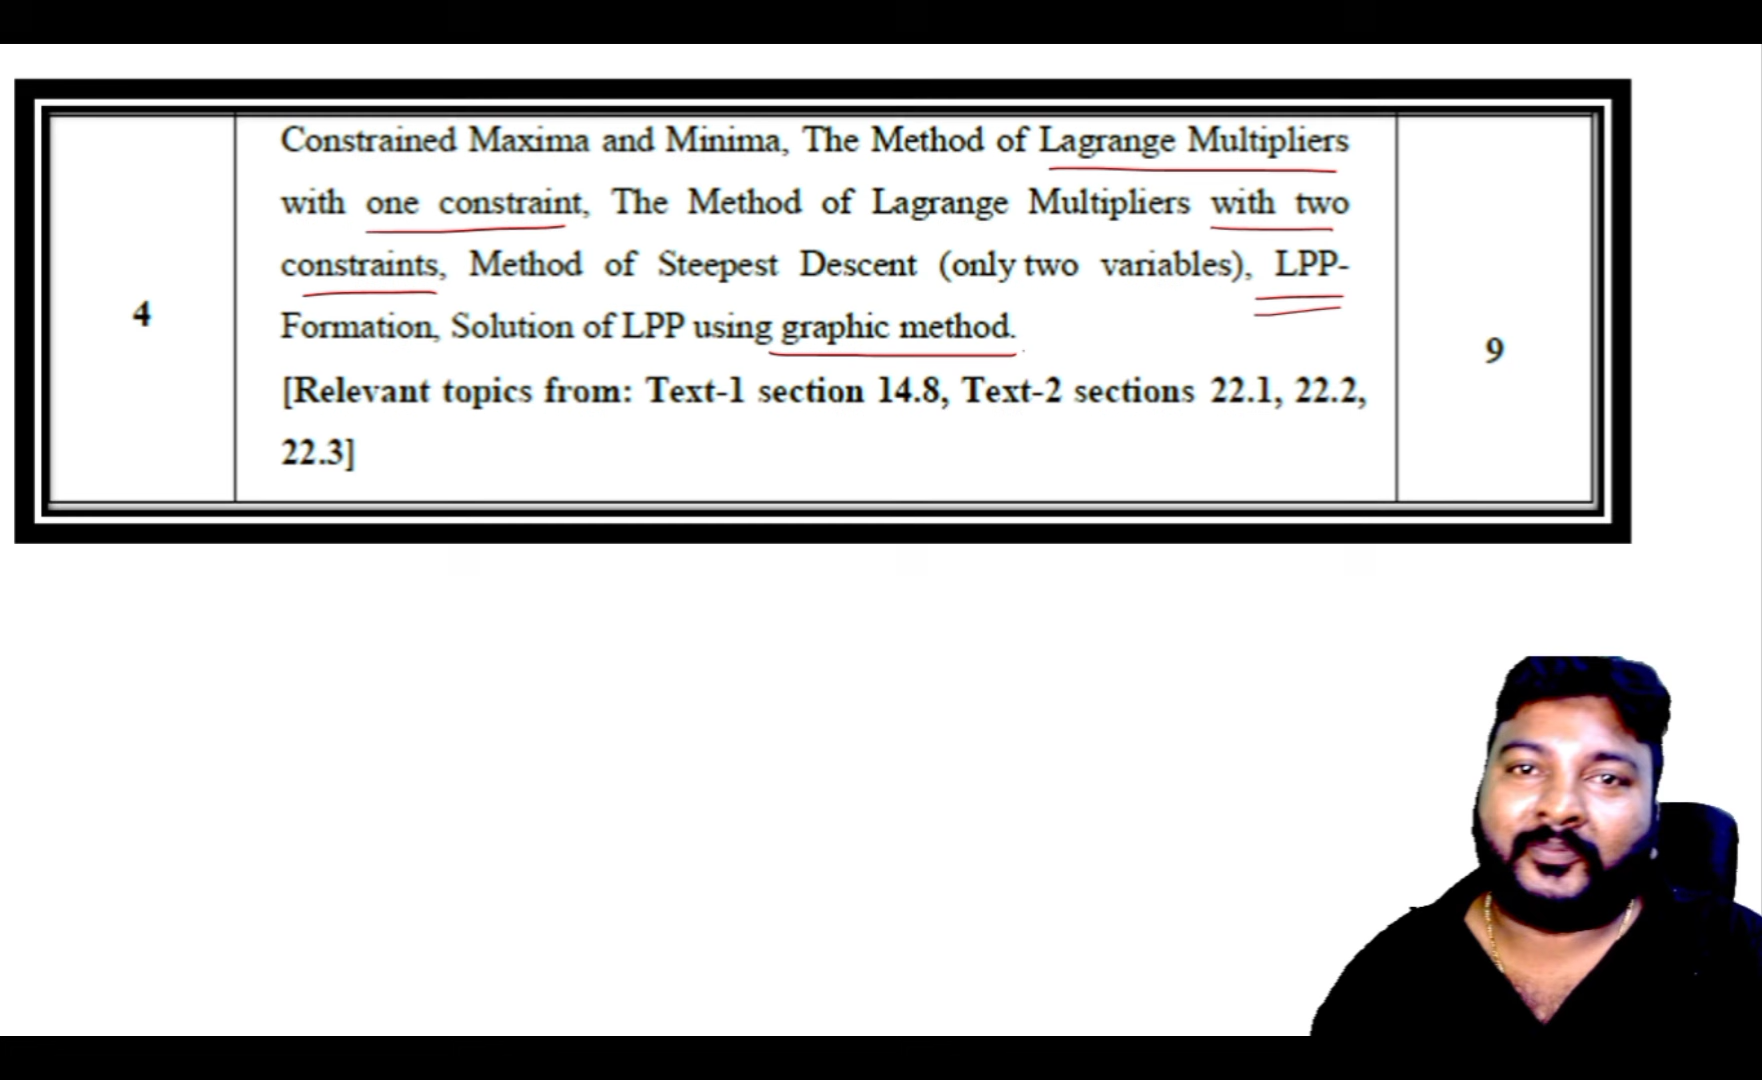 Constrained Maxima and Minima, The Method of Lagrange Multipliers
with one constraint, The Method of Lagrange Multipliers with two
constraints, Method of Steepest Descent (only two variables), LPP-
4
Formation, Solution of LPP using graphic method.
9
[Relevant topics from: Text-1 section 14.8, Text-2 sections 22.1, 22.2,
22.3]